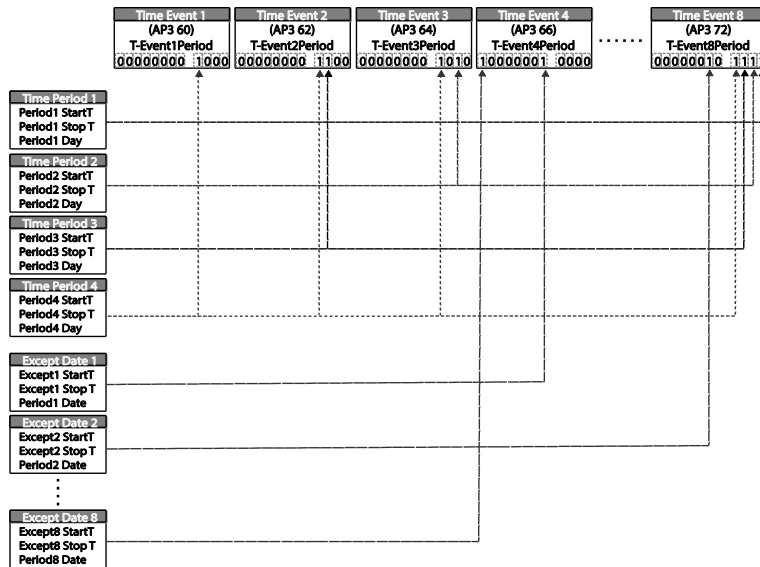 Time Event 1
(AP3 60)
T-Event1Period
00000000 1000
Time Event 2
(AP3 62)
T-Event2Period
00000000 1100
Time Event 3
(AP3 64)
T-Event3Period
00000000 1010
Time Event 4
(AP3 66)
T-Event4Period
10000001 0000
......
Time Event 8
(AP3 72)
T-Event8Period
00000010 1111
Time Period 1
Period1 StartT
Period1 Stop T
Period1 Day
Time Period 2
Period2 StartT
Period2 Stop T
Period2 Day
Time Period 3
Period3 StartT
Period3 Stop T
Period3 Day
Time Period 4
Period4 StartT
Period4 Stop T
Period4 Day
Except Date 1
Except1 StartT
Except1 Stop T
Period1 Date
Except Date 2
Except2 StartT
Except2 Stop T
Period2 Date
Except Date 8
Except8 StartT
Except8 Stop T
Period8 Date